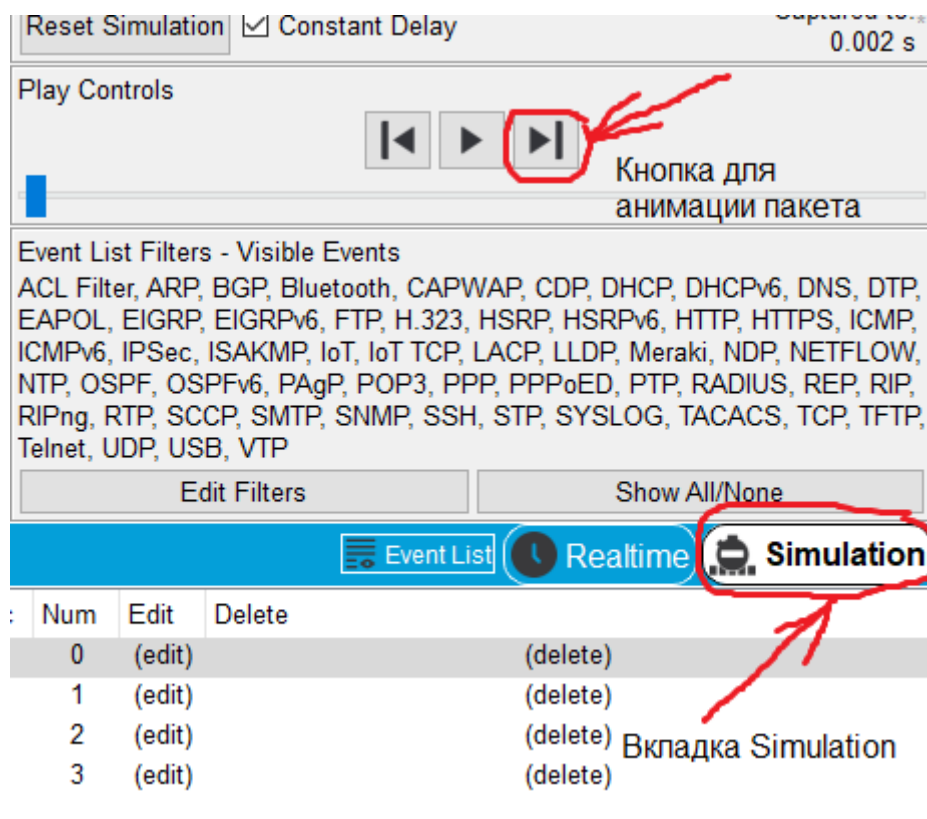 Reset Simulation Constant Delay Captured to:
0.002 s
Play Controls
Кнопка для
анимации пакета
Event List Filters - Visible Events
ACL Filter, ARP, BGP, Bluetooth, CAPWAP, CDP, DHCP, DHCPv6, DNS, DTP,
EAPOL, EIGRP, EIGRPv6, FTP, H.323, HSRP, HSRPv6, HTTP, HTTPS, ICMP,
ICMPv6, IPSec, ISAKMP, IoT, IoT TCP, LACP, LLDP, Meraki, NDP, NETFLOW,
NTP, OSPF, OSPFv6, PAgP, POP3, PPP, PPPoED, PTP, RADIUS, REP, RIP,
RIPng, RTP, SCCP, SMTP, SNMP, SSH, STP, SYSLOG, TACACS, TCP, TFTP,
Telnet, UDP, USB, VTP
Edit Filters Show All/None
Event List Realtime Simulation
Num Edit Delete
0 (edit) (delete)
1 (edit) (delete)
2 (edit) (delete)
3 (edit) (delete)
Вкладка Simulation